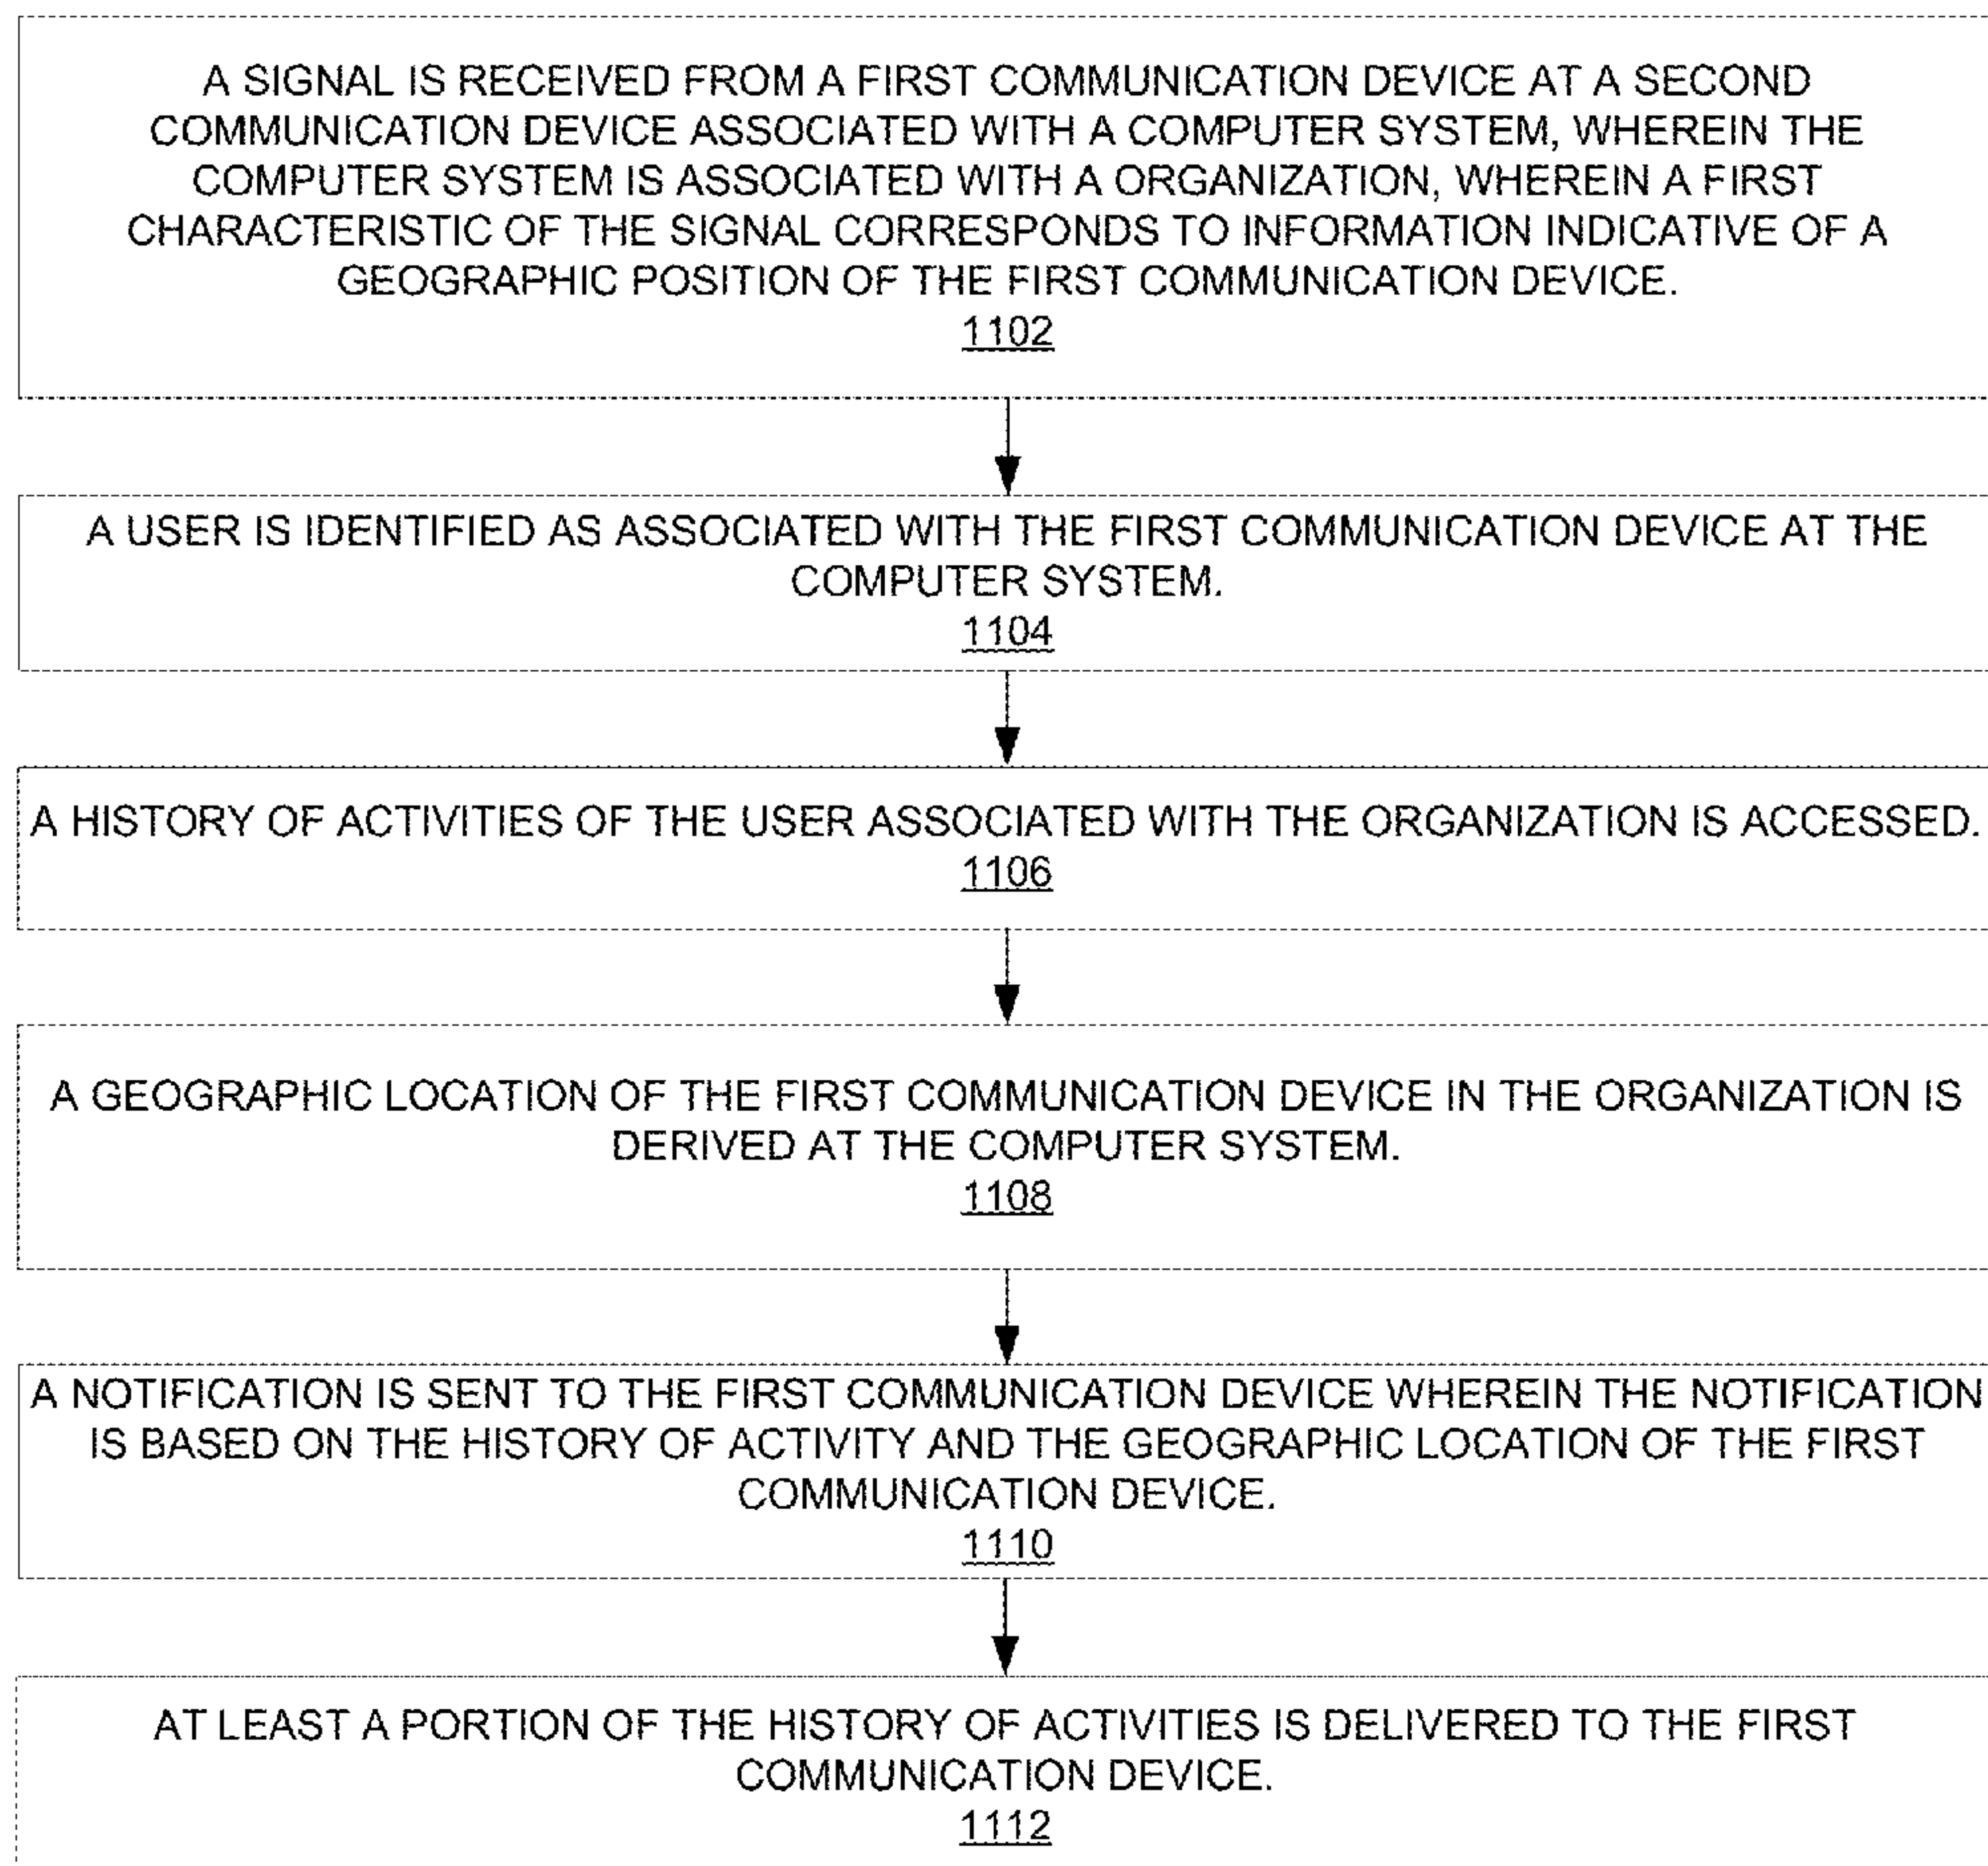 A SIGNAL IS RECEIVED FROM A FIRST COMMUNICATION DEVICE AT A SECOND
COMMUNICATION DEVICE ASSOCIATED WITH A COMPUTER SYSTEM, WHEREIN THE
COMPUTER SYSTEM IS ASSOCIATED WITH A ORGANIZATION, WHEREIN A FIRST
CHARACTERISTIC OF THE SIGNAL CORRESPONDS TO INFORMATION INDICATIVE OF A
GEOGRAPHIC POSITION OF THE FIRST COMMUNICATION DEVICE.
1102
A USER IS IDENTIFIED AS ASSOCIATED WITH THE FIRST COMMUNICATION DEVICE AT THE
COMPUTER SYSTEM.
1104
A HISTORY OF ACTIVITIES OF THE USER ASSOCIATED WITH THE ORGANIZATION IS ACCESSED.
1106
A GEOGRAPHIC LOCATION OF THE FIRST COMMUNICATION DEVICE IN THE ORGANIZATION IS
DERIVED AT THE COMPUTER SYSTEM.
1108
A NOTIFICATION IS SENT TO THE FIRST COMMUNICATION DEVICE WHEREIN THE NOTIFICATION
IS BASED ON THE HISTORY OF ACTIVITY AND THE GEOGRAPHIC LOCATION OF THE FIRST
COMMUNICATION DEVICE.
1110
AT LEAST A PORTION OF THE HISTORY OF ACTIVITIES IS DELIVERED TO THE FIRST
COMMUNICATION DEVICE.
1112